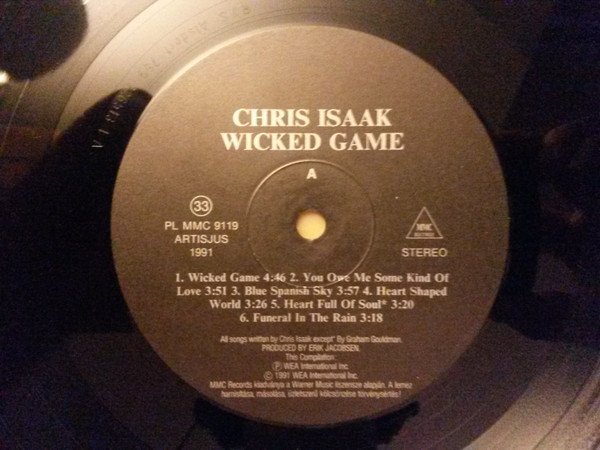 CHRIS ISAAK
WICKED GAME
A
33
PL MMC 9119
ARTISJUS
1991
MMC
RECORDS
STEREO
1. Wicked Game 4:46 2. You Owe Me Some Kind Of
Love 3:51 3. Blue Spanish Sky 3:57 4. Heart Shaped
World 3:26 5. Heart Full Of Soul* 3:20
6. Funeral In The Rain 3:18
All songs written by Chris Isaak except* By Graham Gouldman.
PRODUCED BY ERIK JACOBSEN.
This Compilation
Ⓟ WEA International Inc.
© 1991 WEA International Inc.
MMC Records kiadványa a Warner Music liszensze alapján. A lemez
hamisítása, másolása, üzletszerű kölcsönzése törvénysértés!